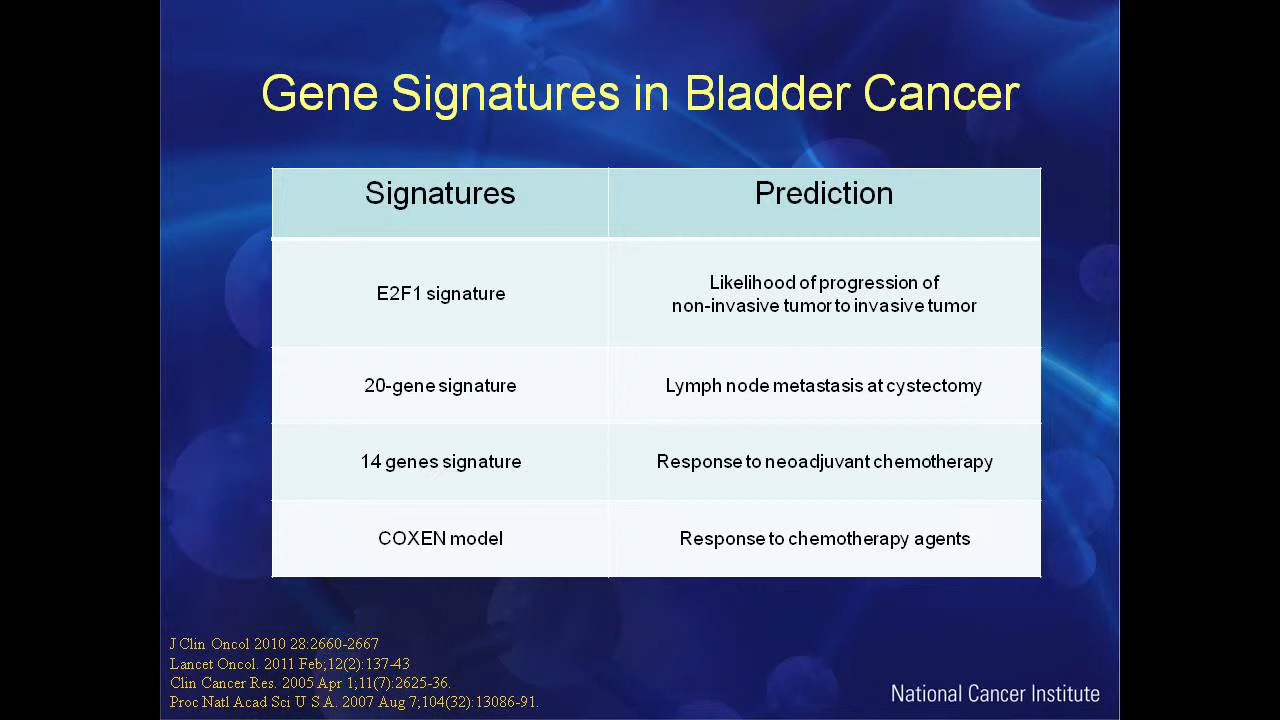 Gene Signatures in Bladder Cancer
Signatures
Prediction
E2F1 signature
Likelihood of progression of
non-invasive tumor to invasive tumor
20-gene signature
Lymph node metastasis at cystectomy
14 genes signature
Response to neoadjuvant chemotherapy
COXEN model
Response to chemotherapy agents
J Clin Oncol 2010 28:2660-2667
Lancet Oncol. 2011 Feb;12(2):137-43
Clin Cancer Res. 2005 Apr 1;11(7):2625-36.
Proc Natl Acad Sci U S A. 2007 Aug 7;104(32):13086-91.
National Cancer Institute